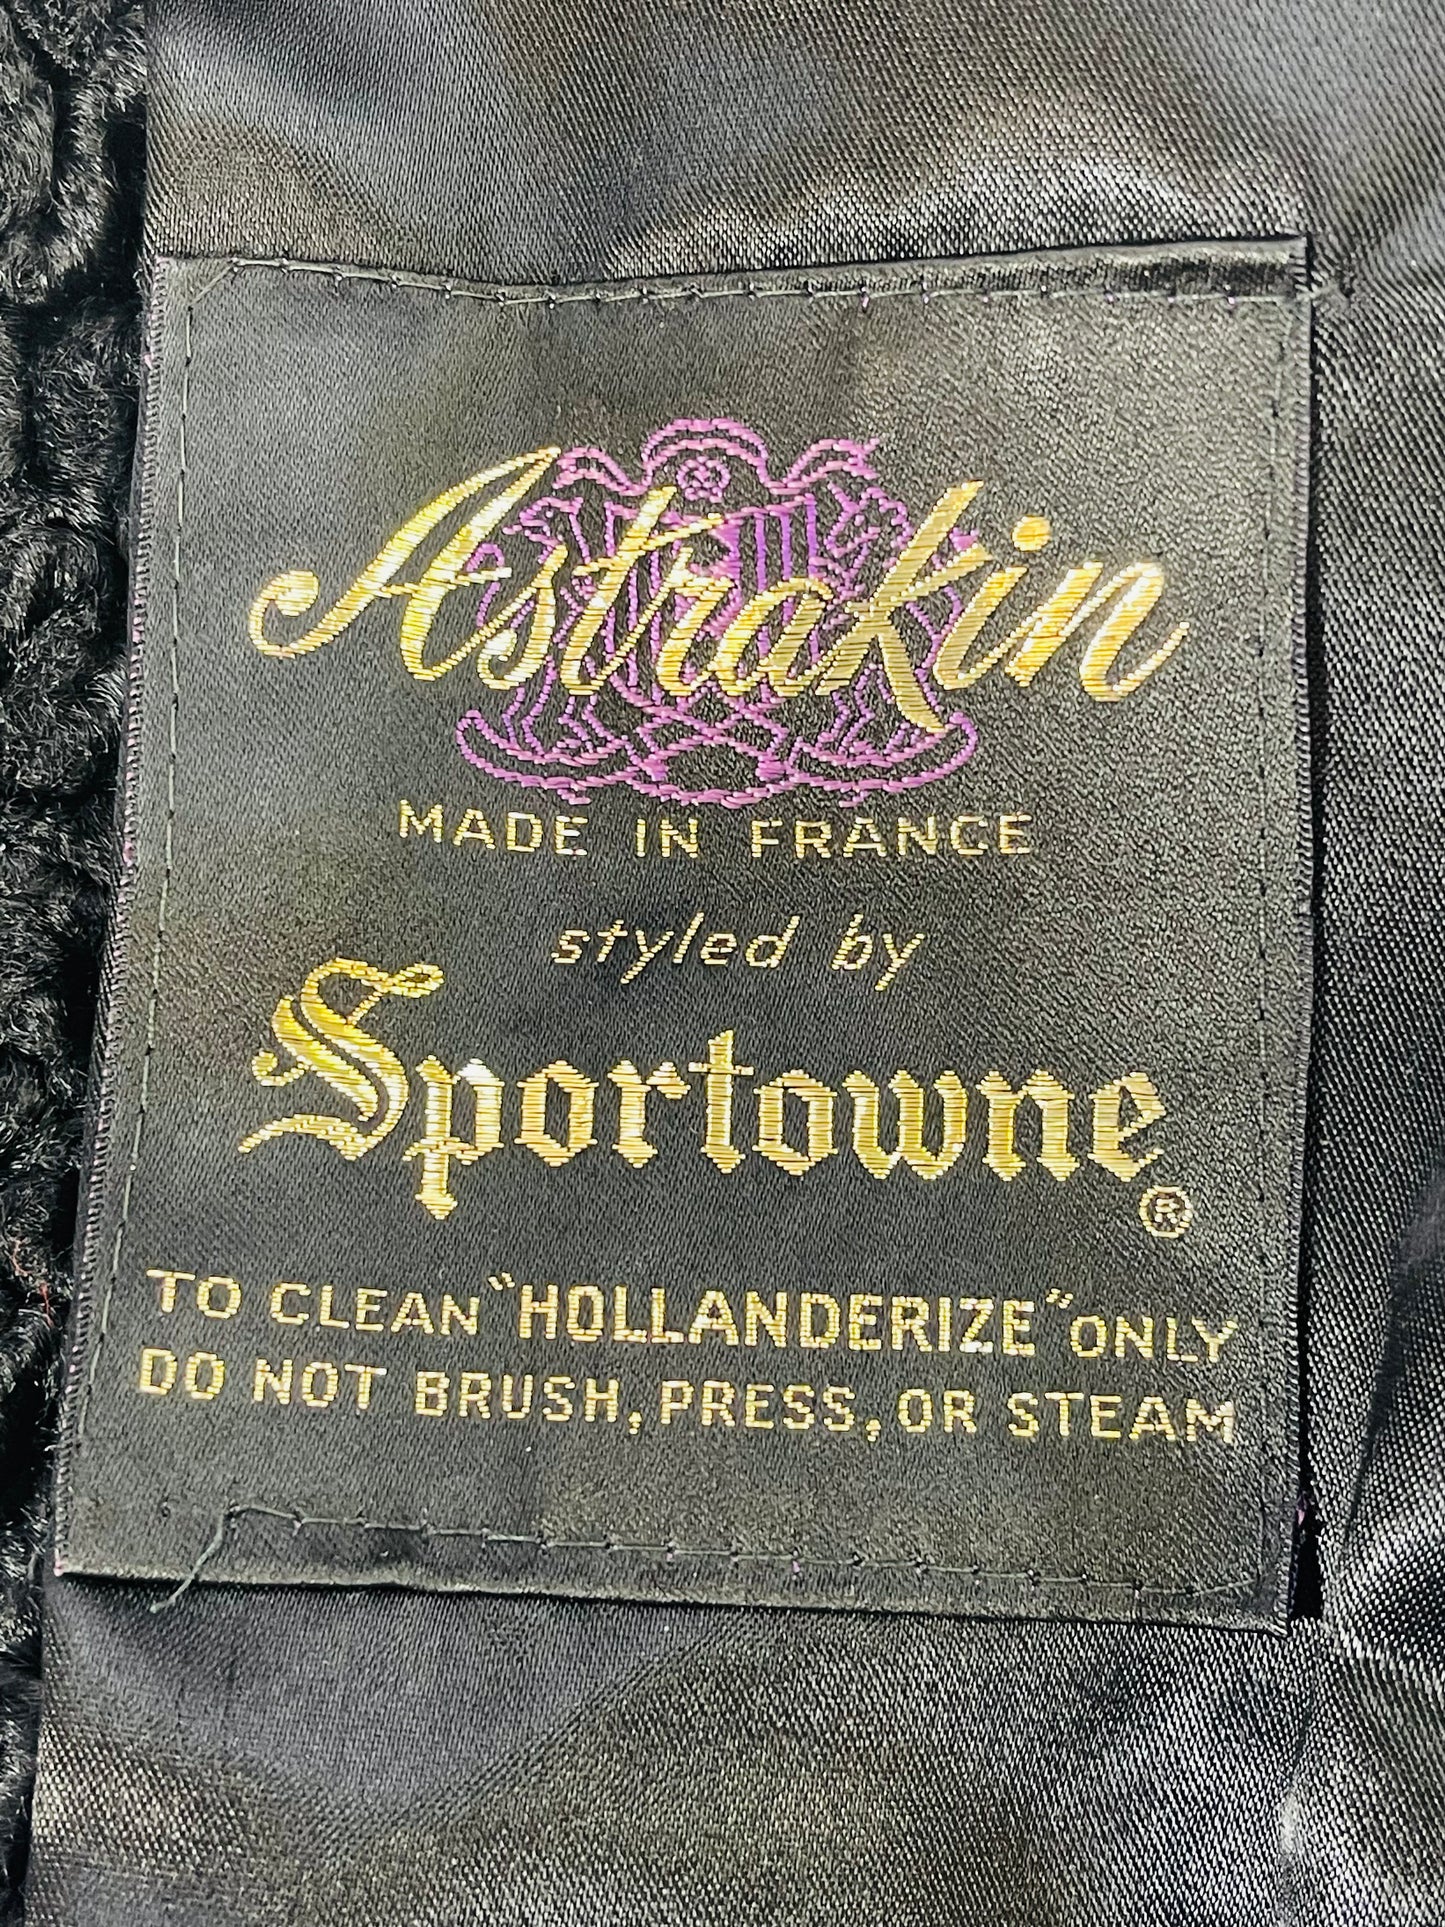 Astrakin
MADE IN FRANCE
styled by
Sportowne®
TO CLEAN "HOLLANDERIZE" ONLY
DO NOT BRUSH, PRESS, OR STEAM